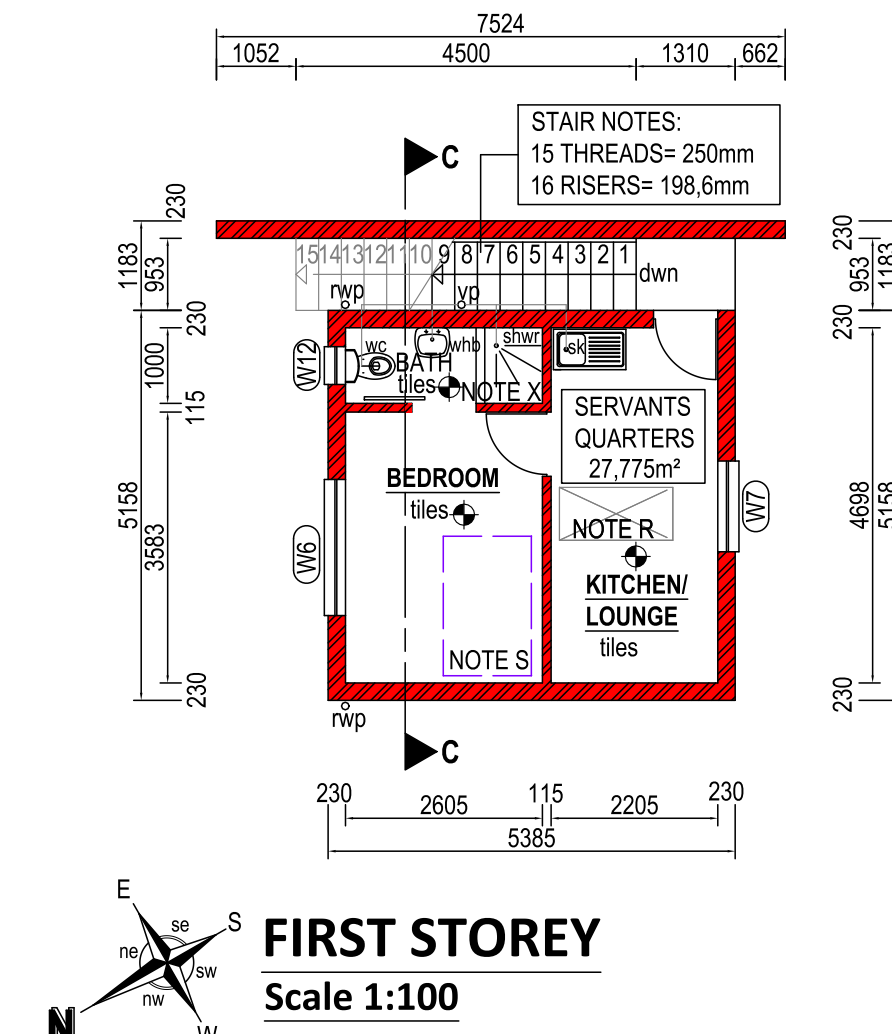 7524
1052 4500 1310 662
STAIR NOTES:
15 THREADS= 250mm
16 RISERS= 198,6mm
C
230
1183
953
230
1000
115
5158
3583
230
230
953
1183
230
4698
5158
230
15 14 13 12 11 10 9 8 7 6 5 4 3 2 1
dwn
rwp
vp
wc
whb
shwr
sk
BATH
tiles
NOTE X
W12
SERVANTS
QUARTERS
27,775m²
BEDROOM
tiles
W6
W7
NOTE R
KITCHEN/
LOUNGE
tiles
NOTE S
rwp
C
230 2605 115 2205 230
5385
E
S
se
ne
sw
nw
N
W
FIRST STOREY
Scale 1:100